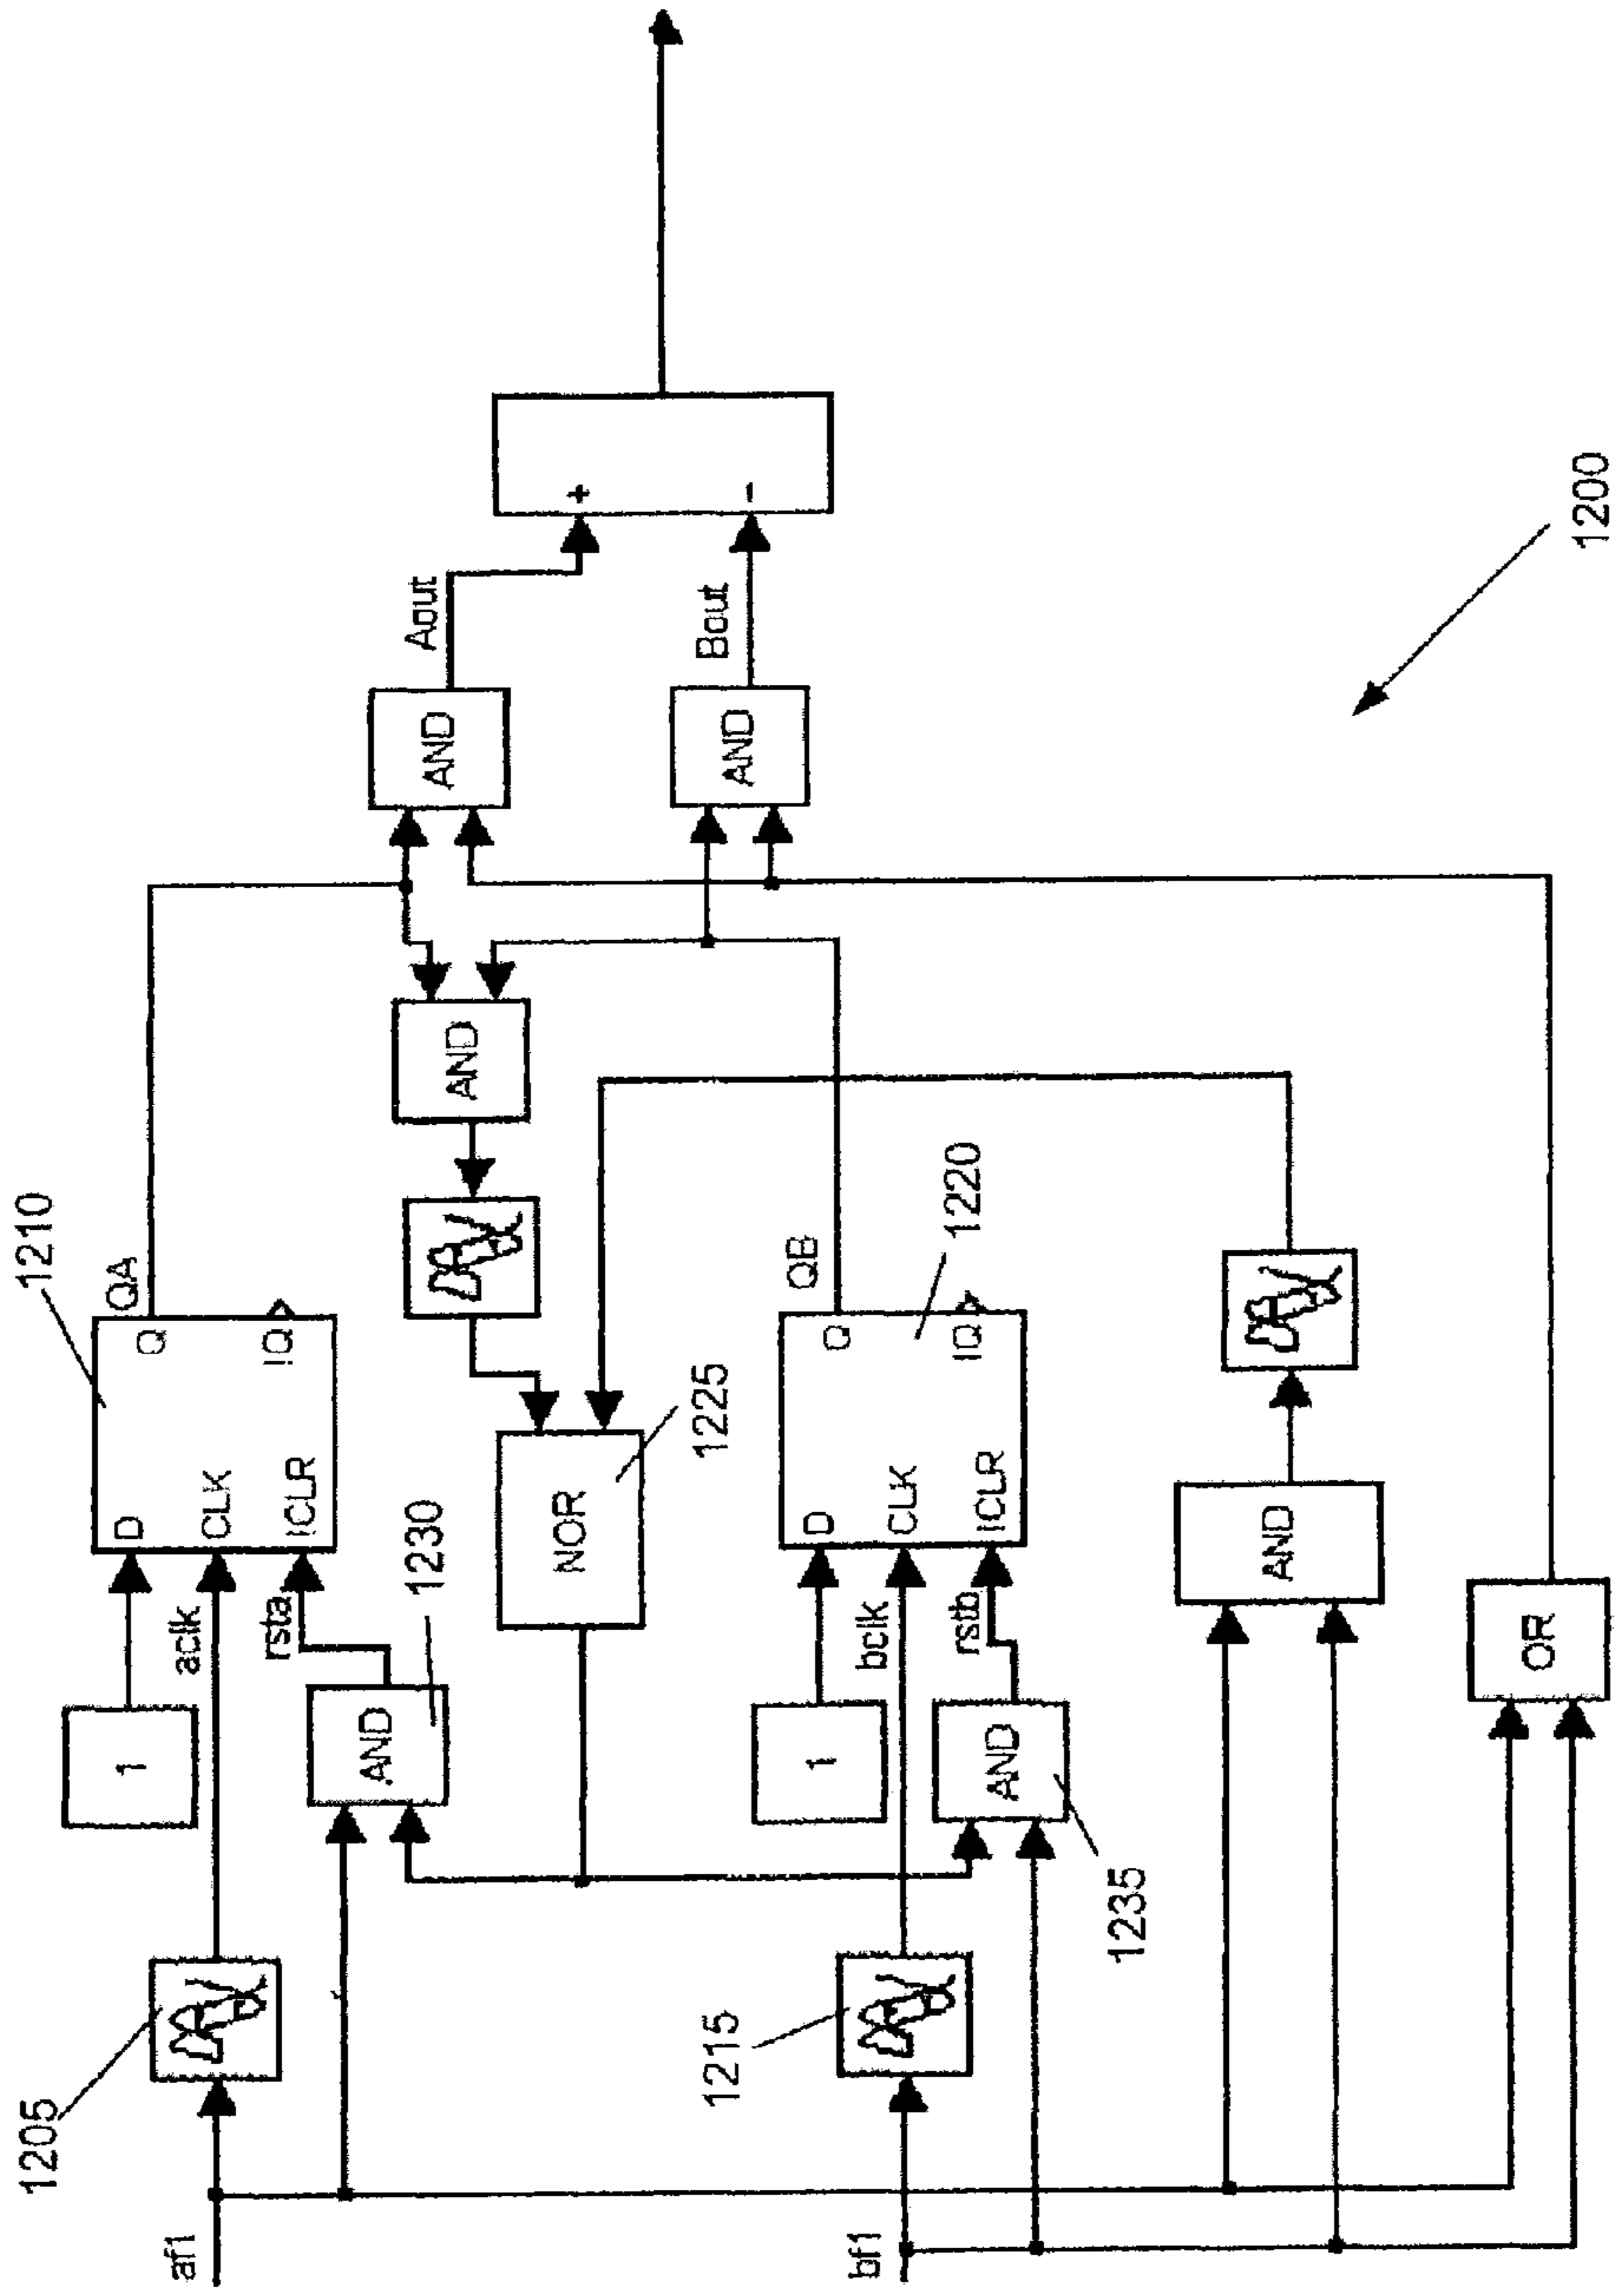 1205
1210
1
D
Q
QA
af1
aclk
CLK
rsta
!CLR
!Q
AND
1230
AND
AND
Aout
NOR
1225
+
1215
1
D
Q
QB
AND
Bout
-
bf1
bclk
CLK
1220
rstb
!CLR
!Q
AND
1235
AND
OR
1200